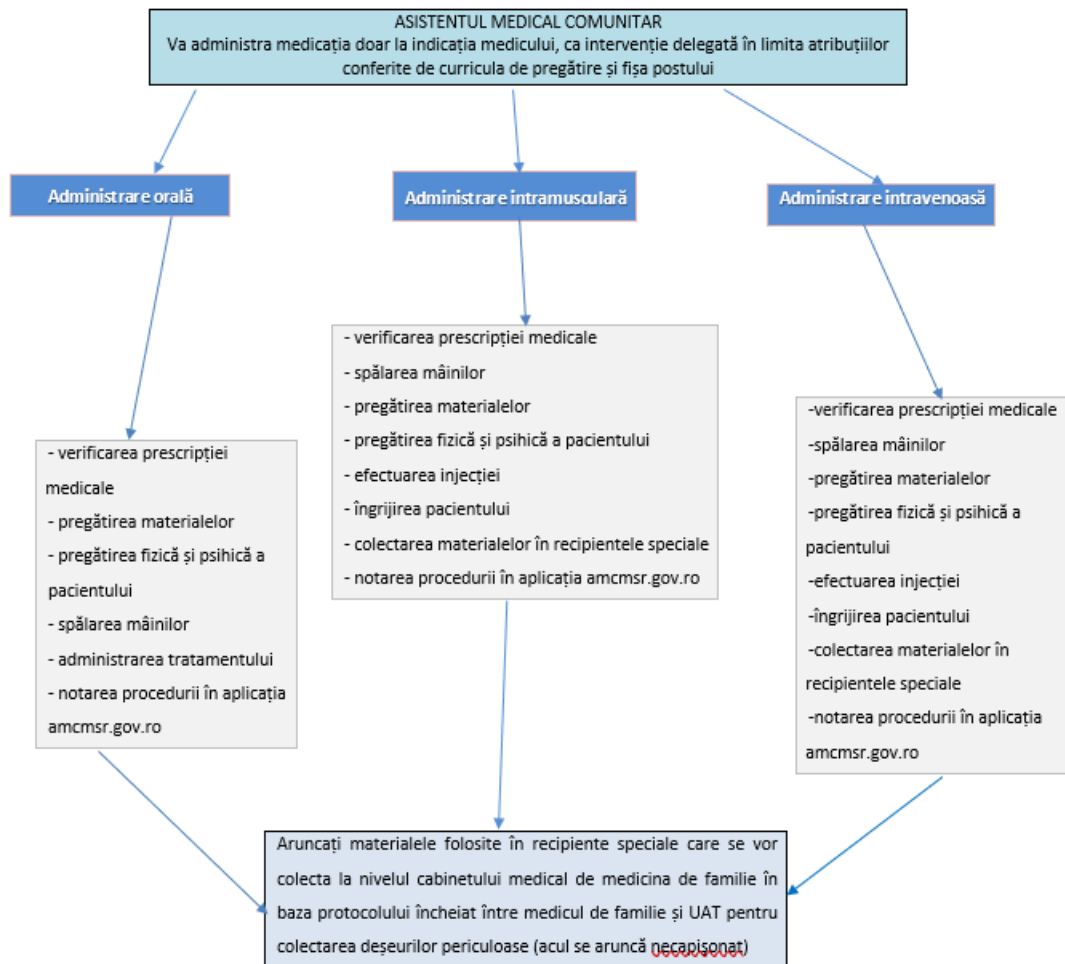 ASISTENTUL MEDICAL COMUNITAR
Va administra medicația doar la indicația medicului, ca intervenție delegată în limita atribuțiilor
conferite de curricula de pregătire și fișa postului
Administrare orală
Administrare intramusculară
Administrare intravenoasă
- verificarea prescripției
medicale
- pregătirea materialelor
- pregătirea fizică și psihică a
pacientului
- spălarea mâinilor
- administrarea tratamentului
- notarea procedurii în aplicația
amcmsr.gov.ro
- verificarea prescripției medicale
- spălarea mâinilor
- pregătirea materialelor
- pregătirea fizică și psihică a pacientului
- efectuarea injecției
- îngrijirea pacientului
- colectarea materialelor în recipientele speciale
- notarea procedurii în aplicația amcmsr.gov.ro
-verificarea prescripției medicale
-spălarea mâinilor
-pregătirea materialelor
-pregătirea fizică și psihică a
pacientului
-efectuarea injecției
-îngrijirea pacientului
-colectarea materialelor în
recipientele speciale
-notarea procedurii în aplicația
amcmsr.gov.ro
Aruncați materialele folosite în recipiente speciale care se vor
colecta la nivelul cabinetului medical de medicina de familie în
baza protocolului încheiat între medicul de familie și UAT pentru
colectarea deșeurilor periculoase (acul se aruncă necapișonat)